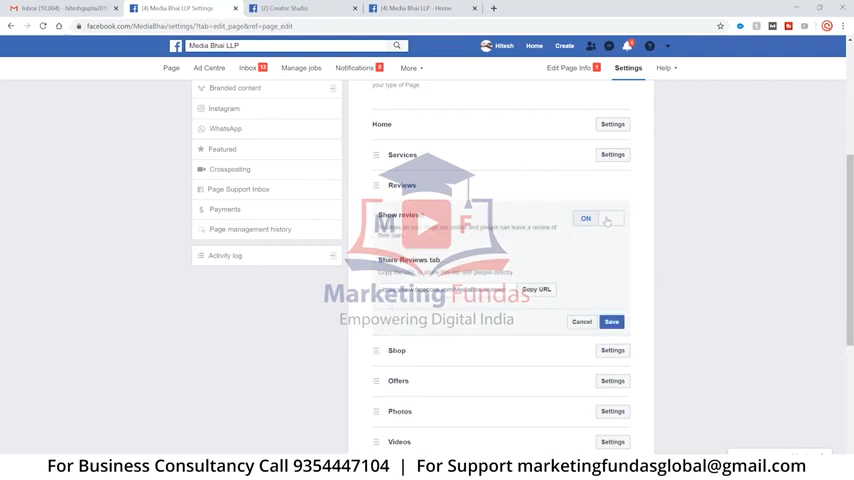 Inbox (10,004) - hiteshgupta201
(4) Media Bhai LLP Settings
(2) Creator Studio
(4) Media Bhai LLP - Home
facebook.com/MediaBhai/settings/?tab=edit_page&ref=page_edit
Media Bhai LLP
Hitesh Home Create
Page Ad Centre Inbox 13 Manage jobs Notifications 8 More Edit Page Info 1 Settings Help
your type of Page.
Branded content
Instagram
WhatsApp
Featured
Crossposting
Page Support Inbox
Payments
Page management history
Activity log
Home Settings
Services Settings
Reviews
Show reviews ON
Share Reviews tab
Copy URL
Cancel Save
Shop Settings
Offers Settings
Photos Settings
Videos Settings
M F
Marketing Fundas
Empowering Digital India
For Business Consultancy Call 9354447104 | For Support marketingfundasglobal@gmail.com